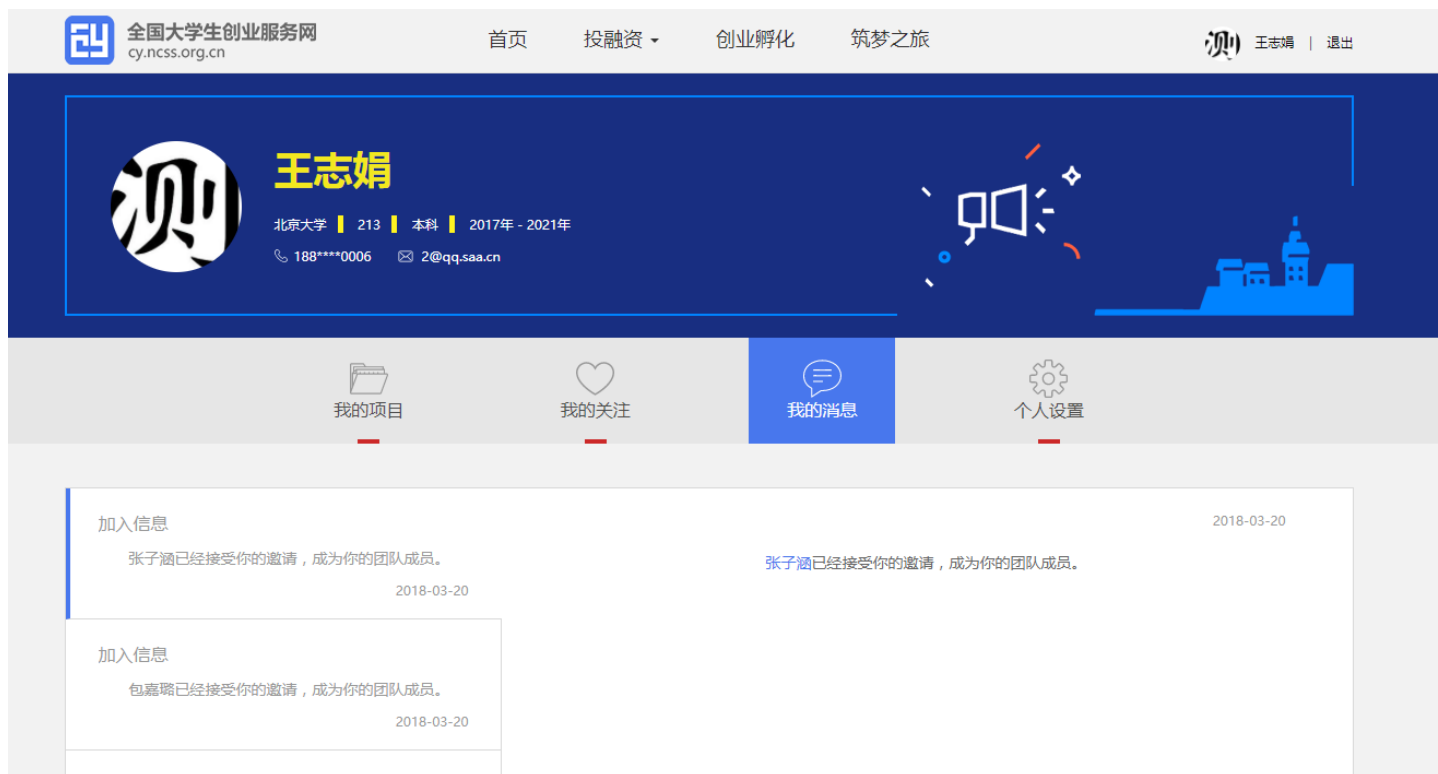 全国大学生创业服务网
cy.ncss.org.cn
首页 投融资 创业孵化 筑梦之旅
测 王志娟 | 退出
测
王志娟
北京大学 213 本科 2017年 - 2021年
188****0006 2@qq.saa.cn
我的项目 我的关注 我的消息 个人设置
加入信息
张子涵已经接受你的邀请，成为你的团队成员。
2018-03-20
2018-03-20
张子涵已经接受你的邀请，成为你的团队成员。
加入信息
包嘉璐已经接受你的邀请，成为你的团队成员。
2018-03-20